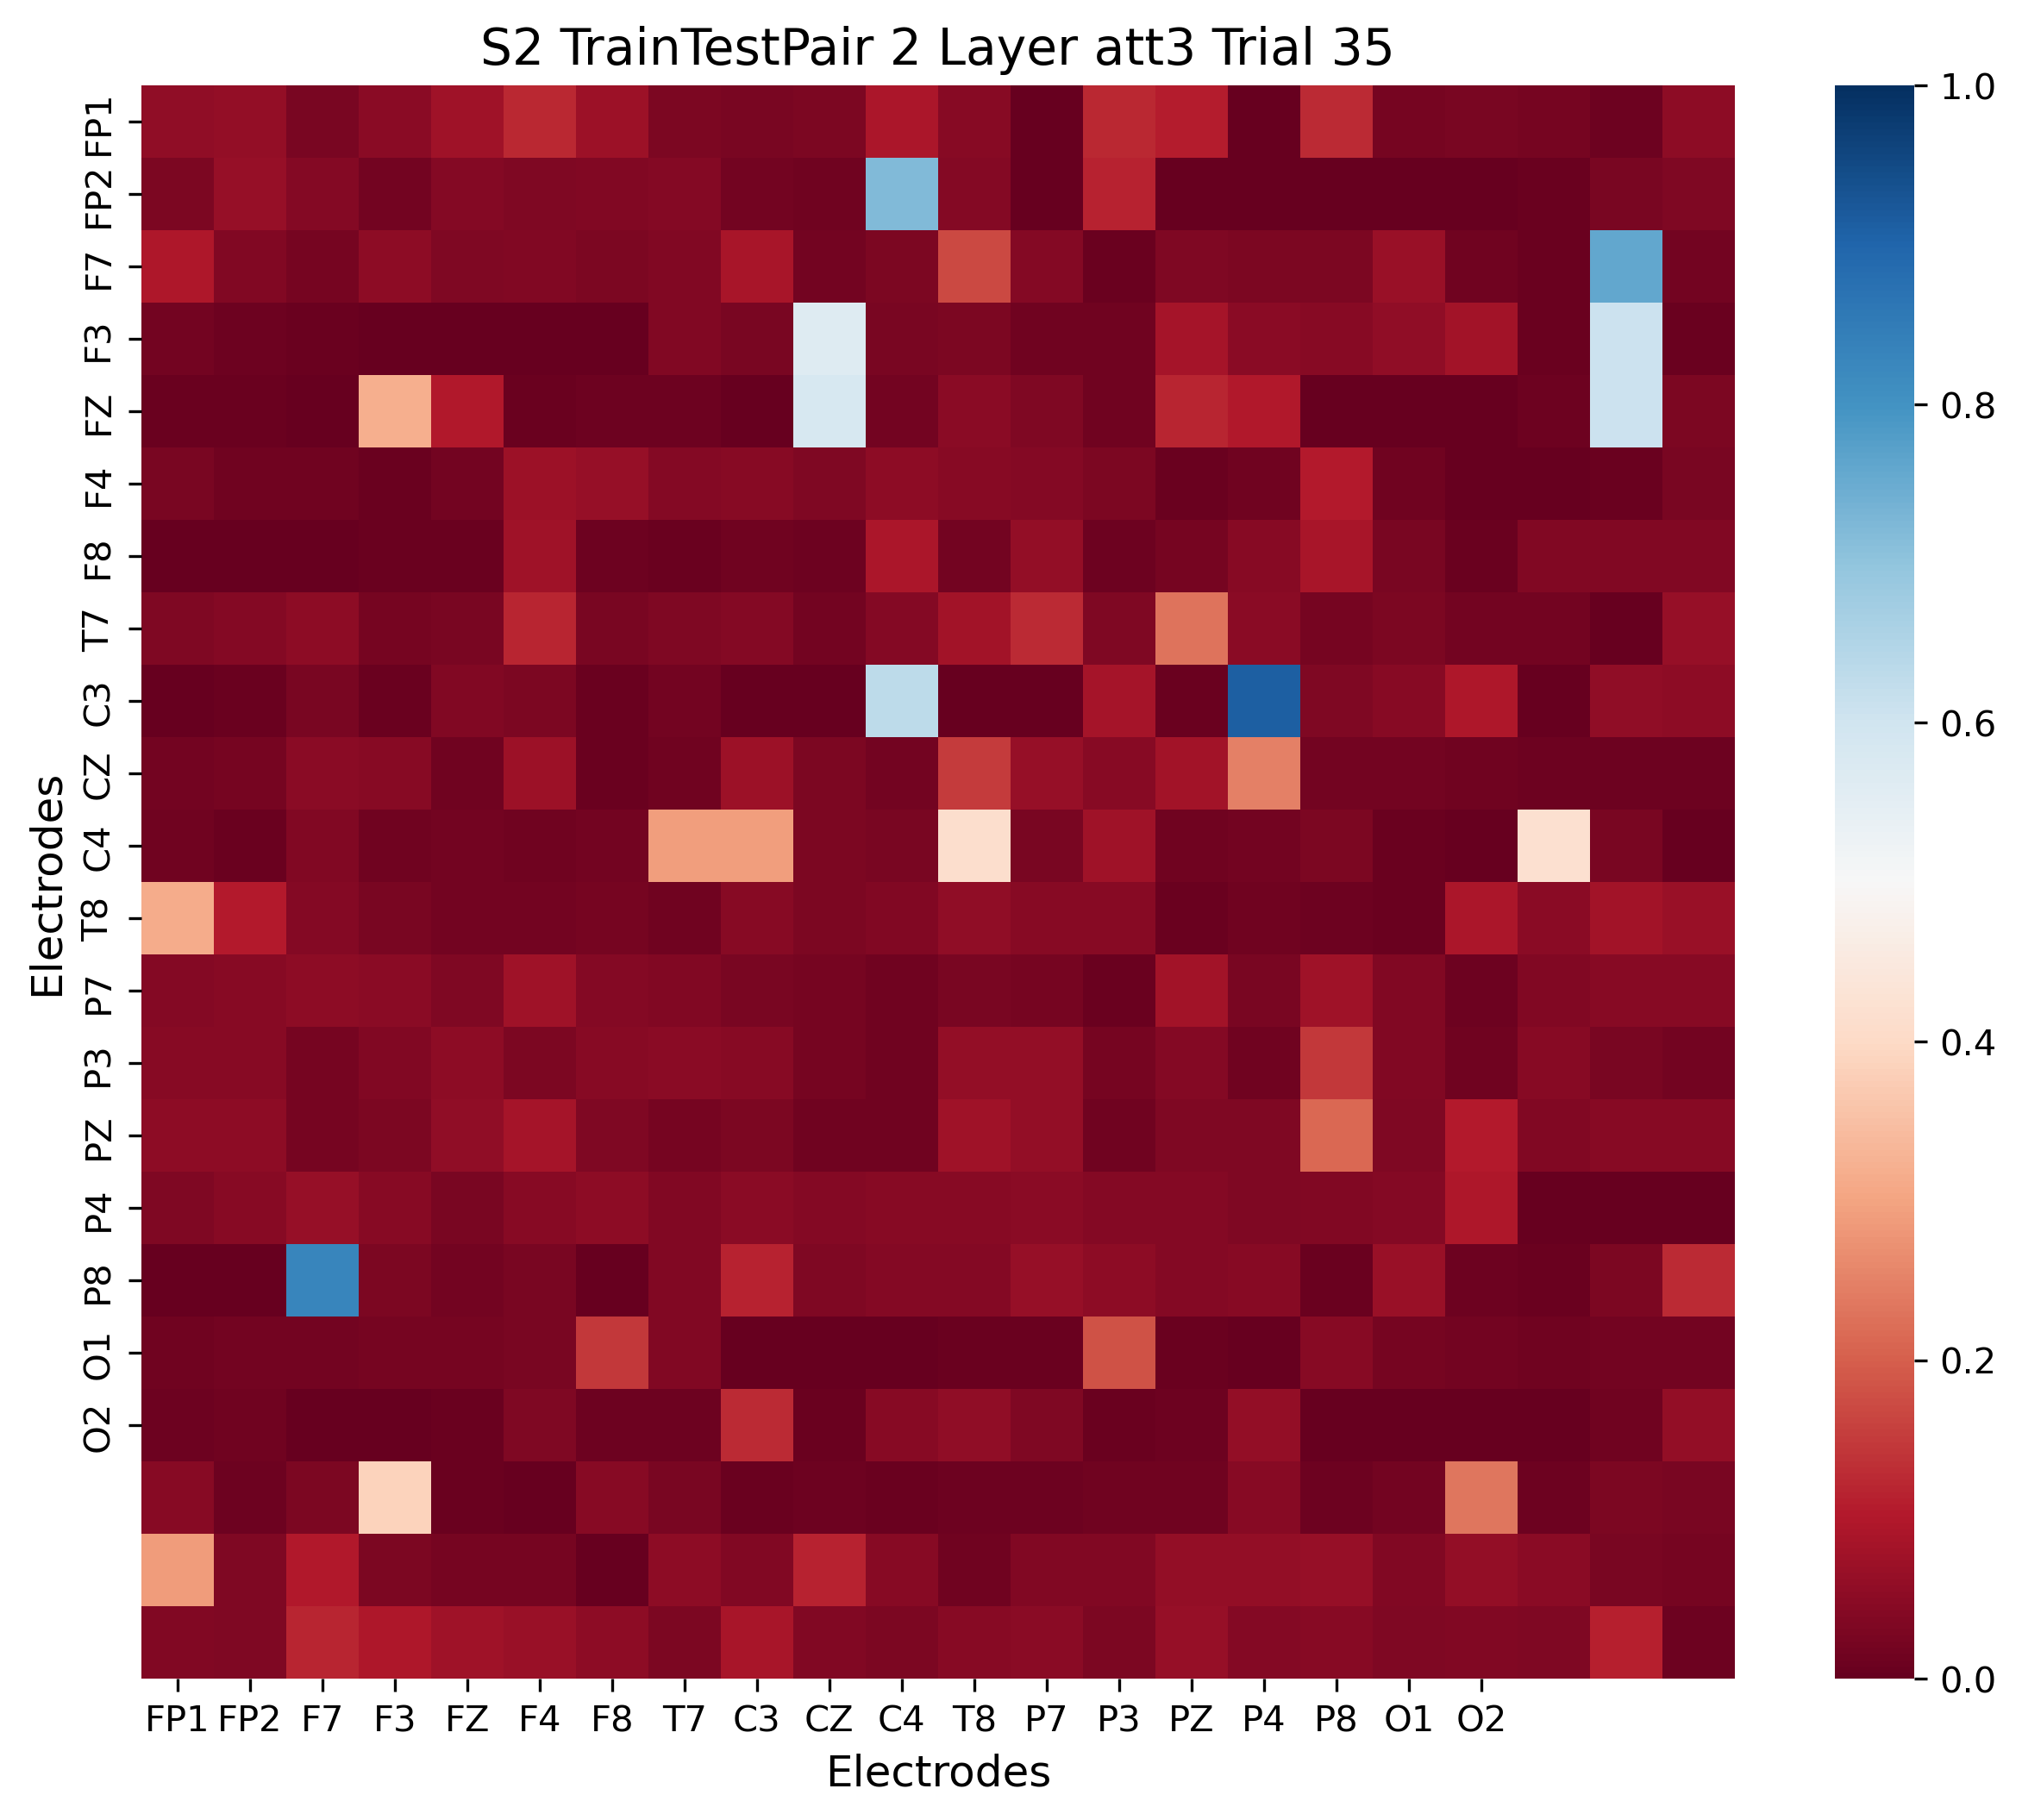 S2 TrainTestPair 2 Layer att3 Trial 35
Electrodes
FP1
FP2
F7
F3
FZ
F4
F8
T7
C3
CZ
C4
T8
P7
P3
PZ
P4
P8
O1
O2
FP1 FP2 F7 F3 FZ F4 F8 T7 C3 CZ C4 T8 P7 P3 PZ P4 P8 O1 O2
Electrodes
1.0
0.8
0.6
0.4
0.2
0.0